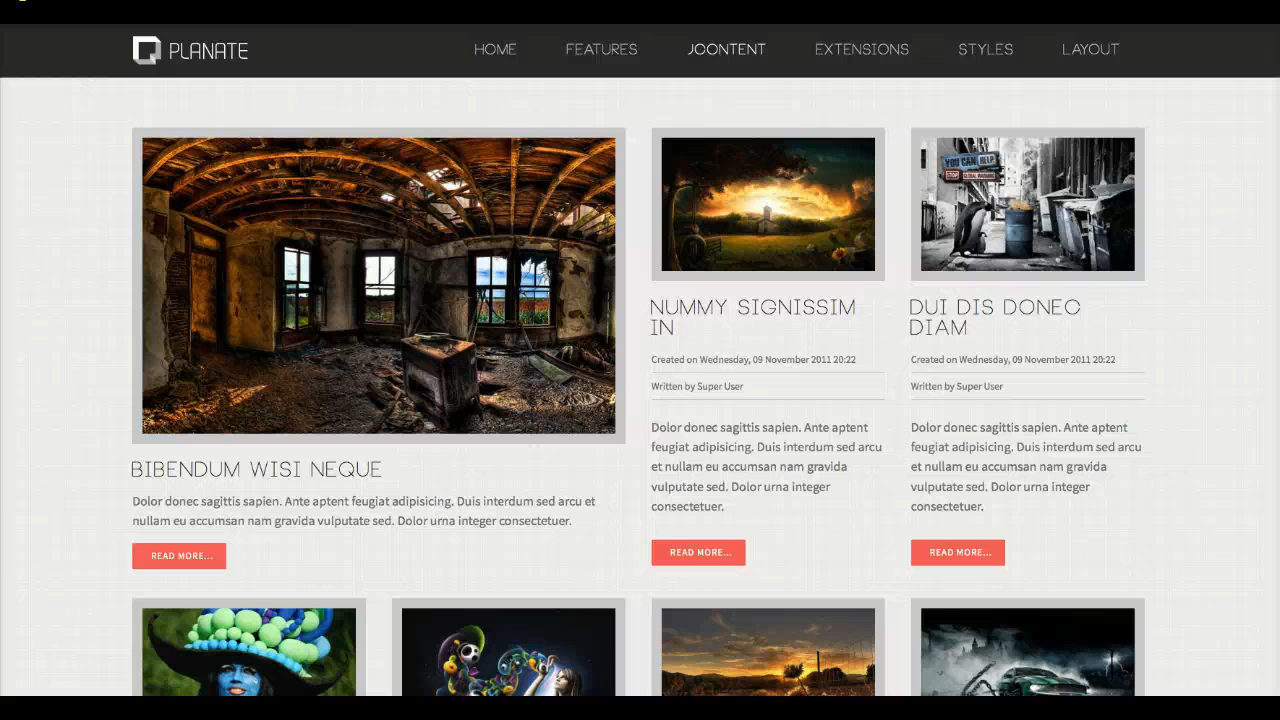 PLANATE
HOME FEATURES JOONTENT EXTENSIONS STYLES LAYOUT
YOU CAN HELP
STOP GLOBAL WARMING
BIBENDUM WISI NEQUE
Dolor donec sagittis sapien. Ante aptent feugiat adipisicing. Duis interdum sed arcu et
nullam eu accumsan nam gravida vulputate sed. Dolor urna integer consectetuer.
READ MORE...
NUMMY SIGNISSIM
IN
Created on Wednesday, 09 November 2011 20:22
Written by Super User
Dolor donec sagittis sapien. Ante aptent
feugiat adipisicing. Duis interdum sed arcu
et nullam eu accumsan nam gravida
vulputate sed. Dolor urna integer
consectetuer.
READ MORE...
DUI DIS DONEC
DIAM
Created on Wednesday, 09 November 2011 20:22
Written by Super User
Dolor donec sagittis sapien. Ante aptent
feugiat adipisicing. Duis interdum sed arcu
et nullam eu accumsan nam gravida
vulputate sed. Dolor urna integer
consectetuer.
READ MORE...